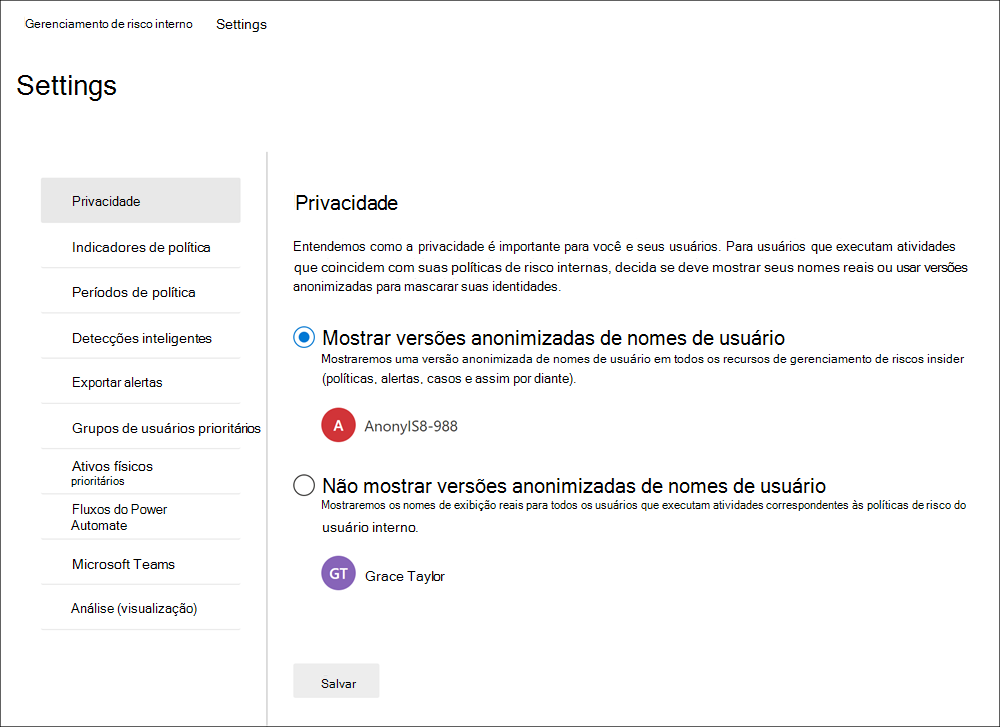 Gerenciamento de risco interno Settings
Settings
Privacidade
Indicadores de política
Períodos de política
Detecções inteligentes
Exportar alertas
Grupos de usuários prioritários
Ativos físicos
prioritários
Fluxos do Power
Automate
Microsoft Teams
Análise (visualização)
Privacidade
Entendemos como a privacidade é importante para você e seus usuários. Para usuários que executam atividades
que coincidem com suas políticas de risco internas, decida se deve mostrar seus nomes reais ou usar versões
anonimizadas para mascarar suas identidades.
Mostrar versões anonimizadas de nomes de usuário
Mostraremos uma versão anonimizada de nomes de usuário em todos os recursos de gerenciamento de riscos insider
(políticas, alertas, casos e assim por diante).
A AnonyIS8-988
Não mostrar versões anonimizadas de nomes de usuário
Mostraremos os nomes de exibição reais para todos os usuários que executam atividades correspondentes às políticas de risco do
usuário interno.
GT Grace Taylor
Salvar